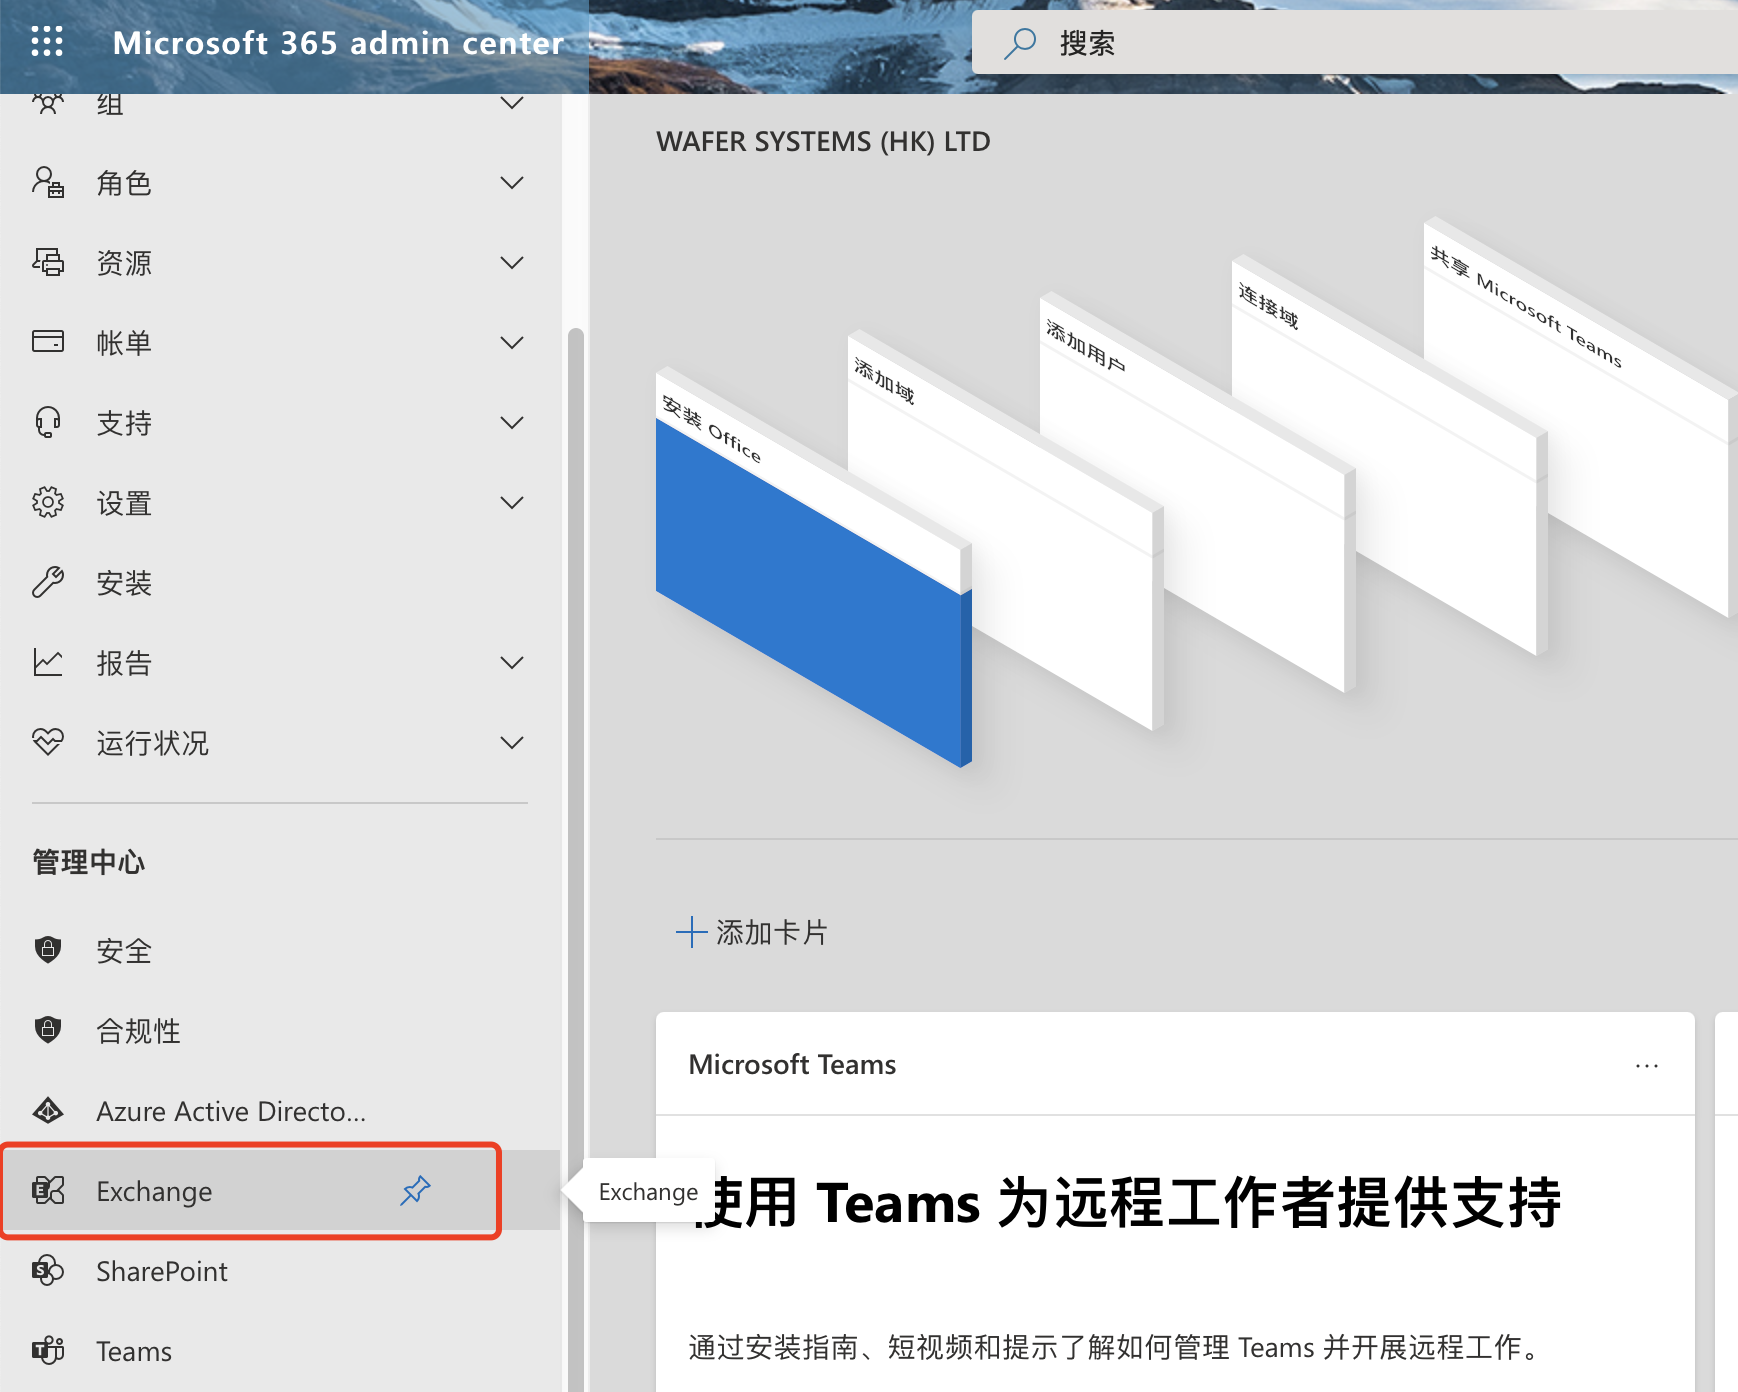 Microsoft 365 admin center
搜索
组
角色
资源
帐单
支持
设置
安装
报告
运行状况
管理中心
安全
合规性
Azure Active Directo...
Exchange
SharePoint
Teams
Exchange
WAFER SYSTEMS (HK) LTD
安装 Office
添加域
添加用户
连接域
共享 Microsoft Teams
添加卡片
Microsoft Teams
使用 Teams 为远程工作者提供支持
通过安装指南、短视频和提示了解如何管理 Teams 并开展远程工作。